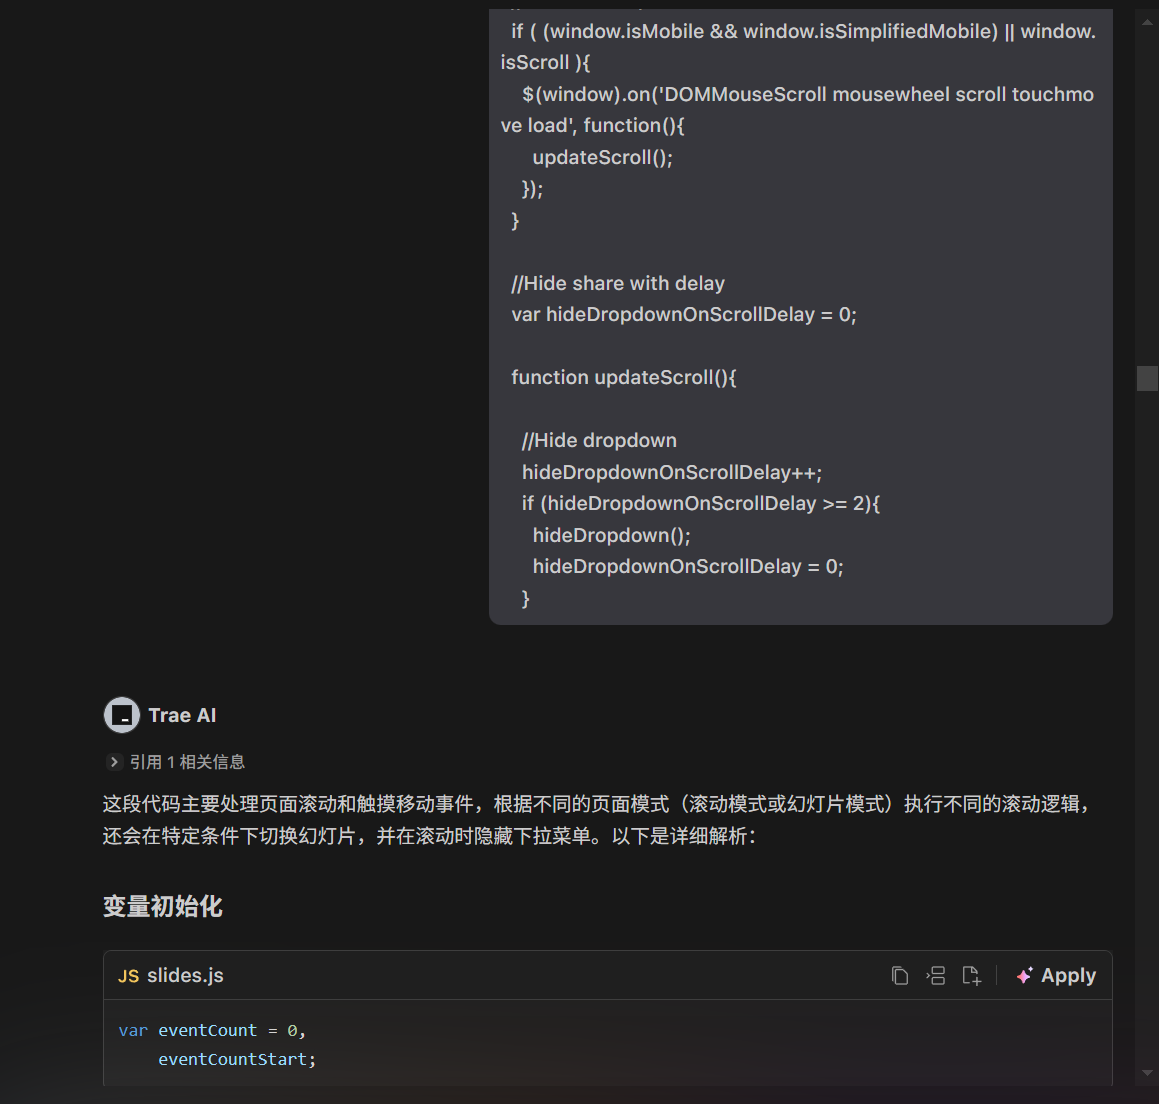 if ( (window.isMobile && window.isSimplifiedMobile) || window.
isScroll ){
$(window).on('DOMMouseScroll mousewheel scroll touchmo
ve load', function(){
updateScroll();
});
}
//Hide share with delay
var hideDropdownOnScrollDelay = 0;
function updateScroll(){
//Hide dropdown
hideDropdownOnScrollDelay++;
if (hideDropdownOnScrollDelay >= 2){
hideDropdown();
hideDropdownOnScrollDelay = 0;
}
Trae AI
引用 1 相关信息
这段代码主要处理页面滚动和触摸移动事件，根据不同的页面模式（滚动模式或幻灯片模式）执行不同的滚动逻辑，
还会在特定条件下切换幻灯片，并在滚动时隐藏下拉菜单。以下是详细解析：
变量初始化
JS slides.js
Apply
var eventCount = 0,
eventCountStart;